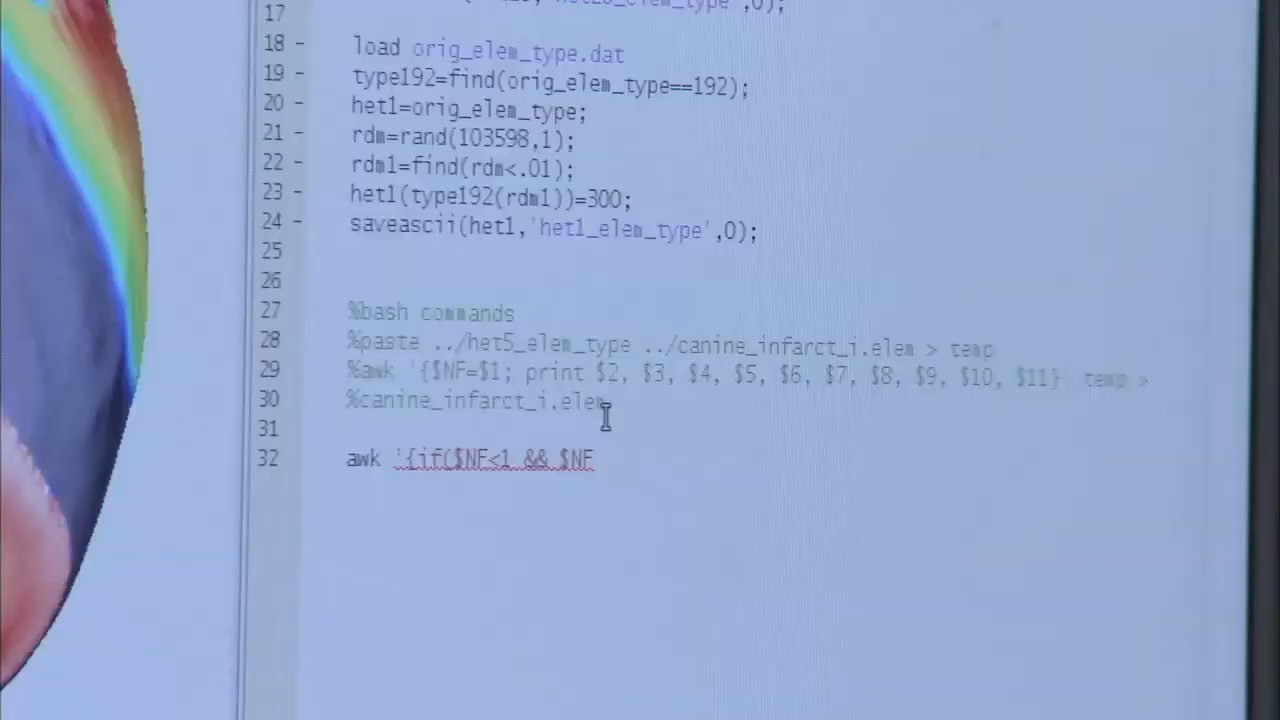 17
18 - load orig_elem_type.dat
19 - type192=find(orig_elem_type==192);
20 - het1=orig_elem_type;
21 - rdm=rand(103598,1);
22 - rdm1=find(rdm<.01);
23 - het1(type192(rdm1))=300;
24 - saveascii(het1,'het1_elem_type',0);
25
26
27 %bash commands
28 %paste ../het5_elem_type ../canine_infarct_i.elem > temp
29 %awk '{$NF=$1; print $2, $3, $4, $5, $6, $7, $8, $9, $10, $11}' temp >
30 %canine_infarct_i.elem
31
32 awk '{if($NF<1 && $NF